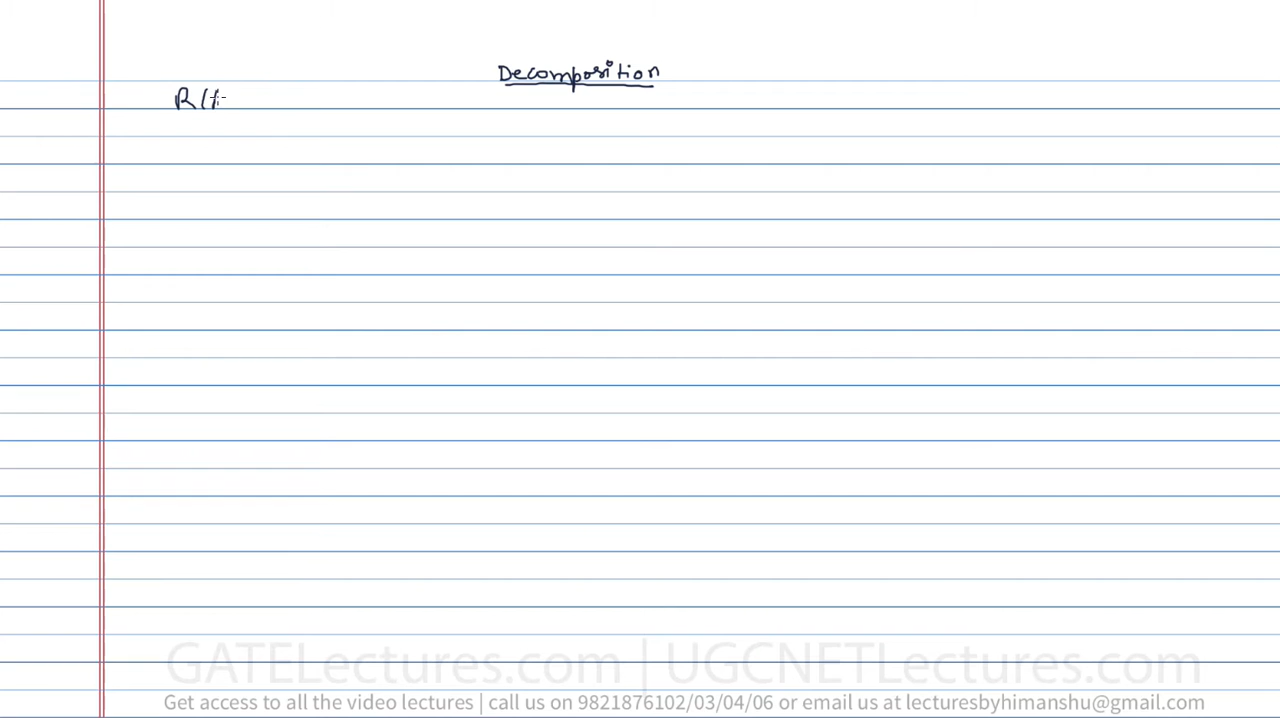 Decomposition
R(
GATELectures.com | UGCNETLectures.com
Get access to all the video lectures | call us on 9821876102/03/04/06 or email us at lecturesbyhimanshu@gmail.com